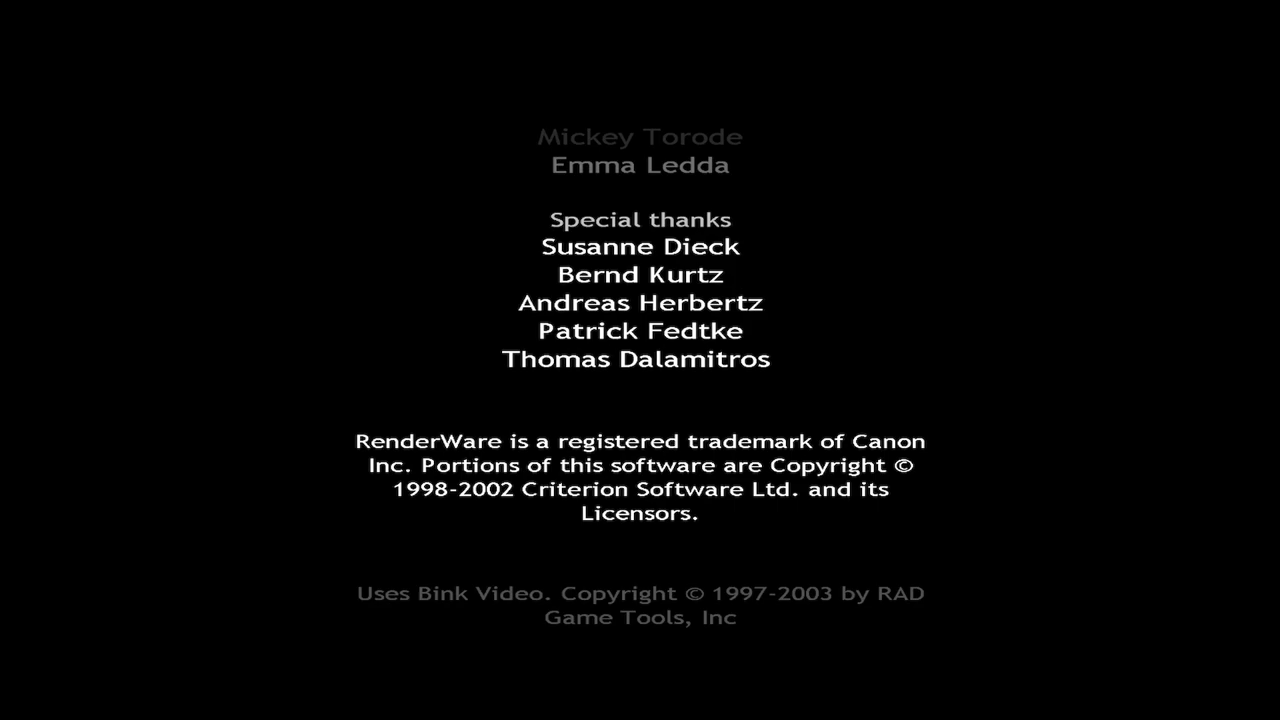 Mickey Torode
Emma Ledda
Special thanks
Susanne Dieck
Bernd Kurtz
Andreas Herbertz
Patrick Fedtke
Thomas Dalamitros
RenderWare is a registered trademark of Canon
Inc. Portions of this software are Copyright ©
1998-2002 Criterion Software Ltd. and its
Licensors.
Uses Bink Video. Copyright © 1997-2003 by RAD
Game Tools, Inc